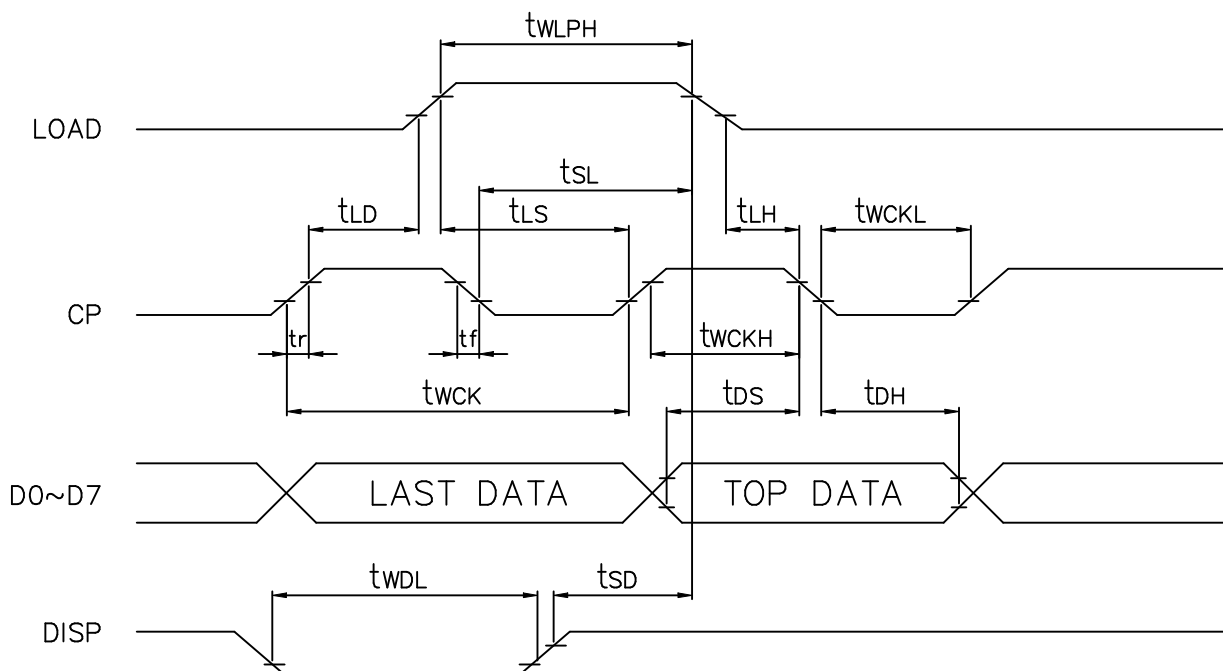 tWLPH
LOAD
tSL
tLD
tLS
tLH
tWCKL
CP
tr
tf
tWCKH
tWCK
tDS
tDH
D0~D7
LAST DATA
TOP DATA
tWDL
tSD
DISP